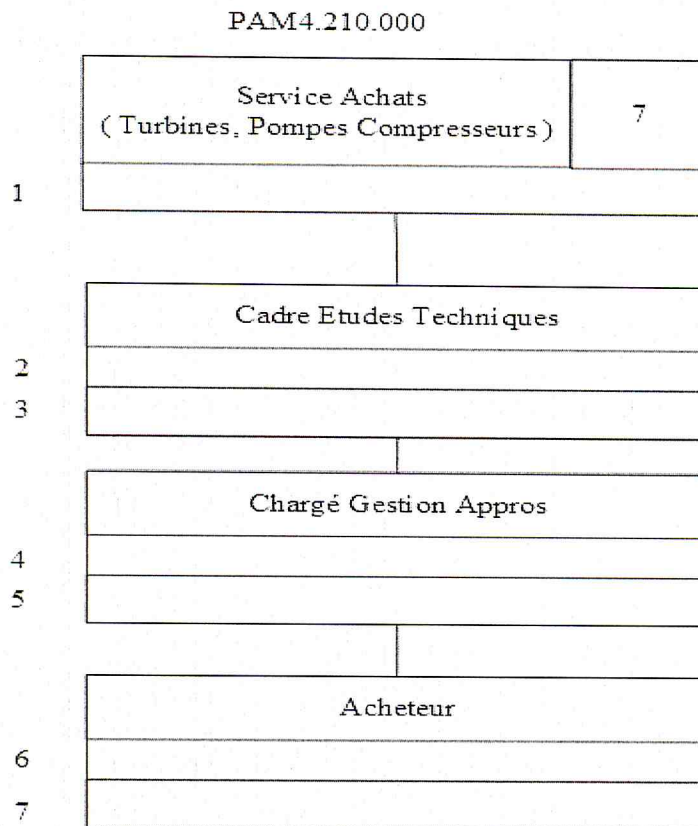 PAM4.210.000
Service Achats
( Turbines, Pompes Compresseurs )
7
1
Cadre Etudes Techniques
2
3
Chargé Gestion Appros
4
5
Acheteur
6
7